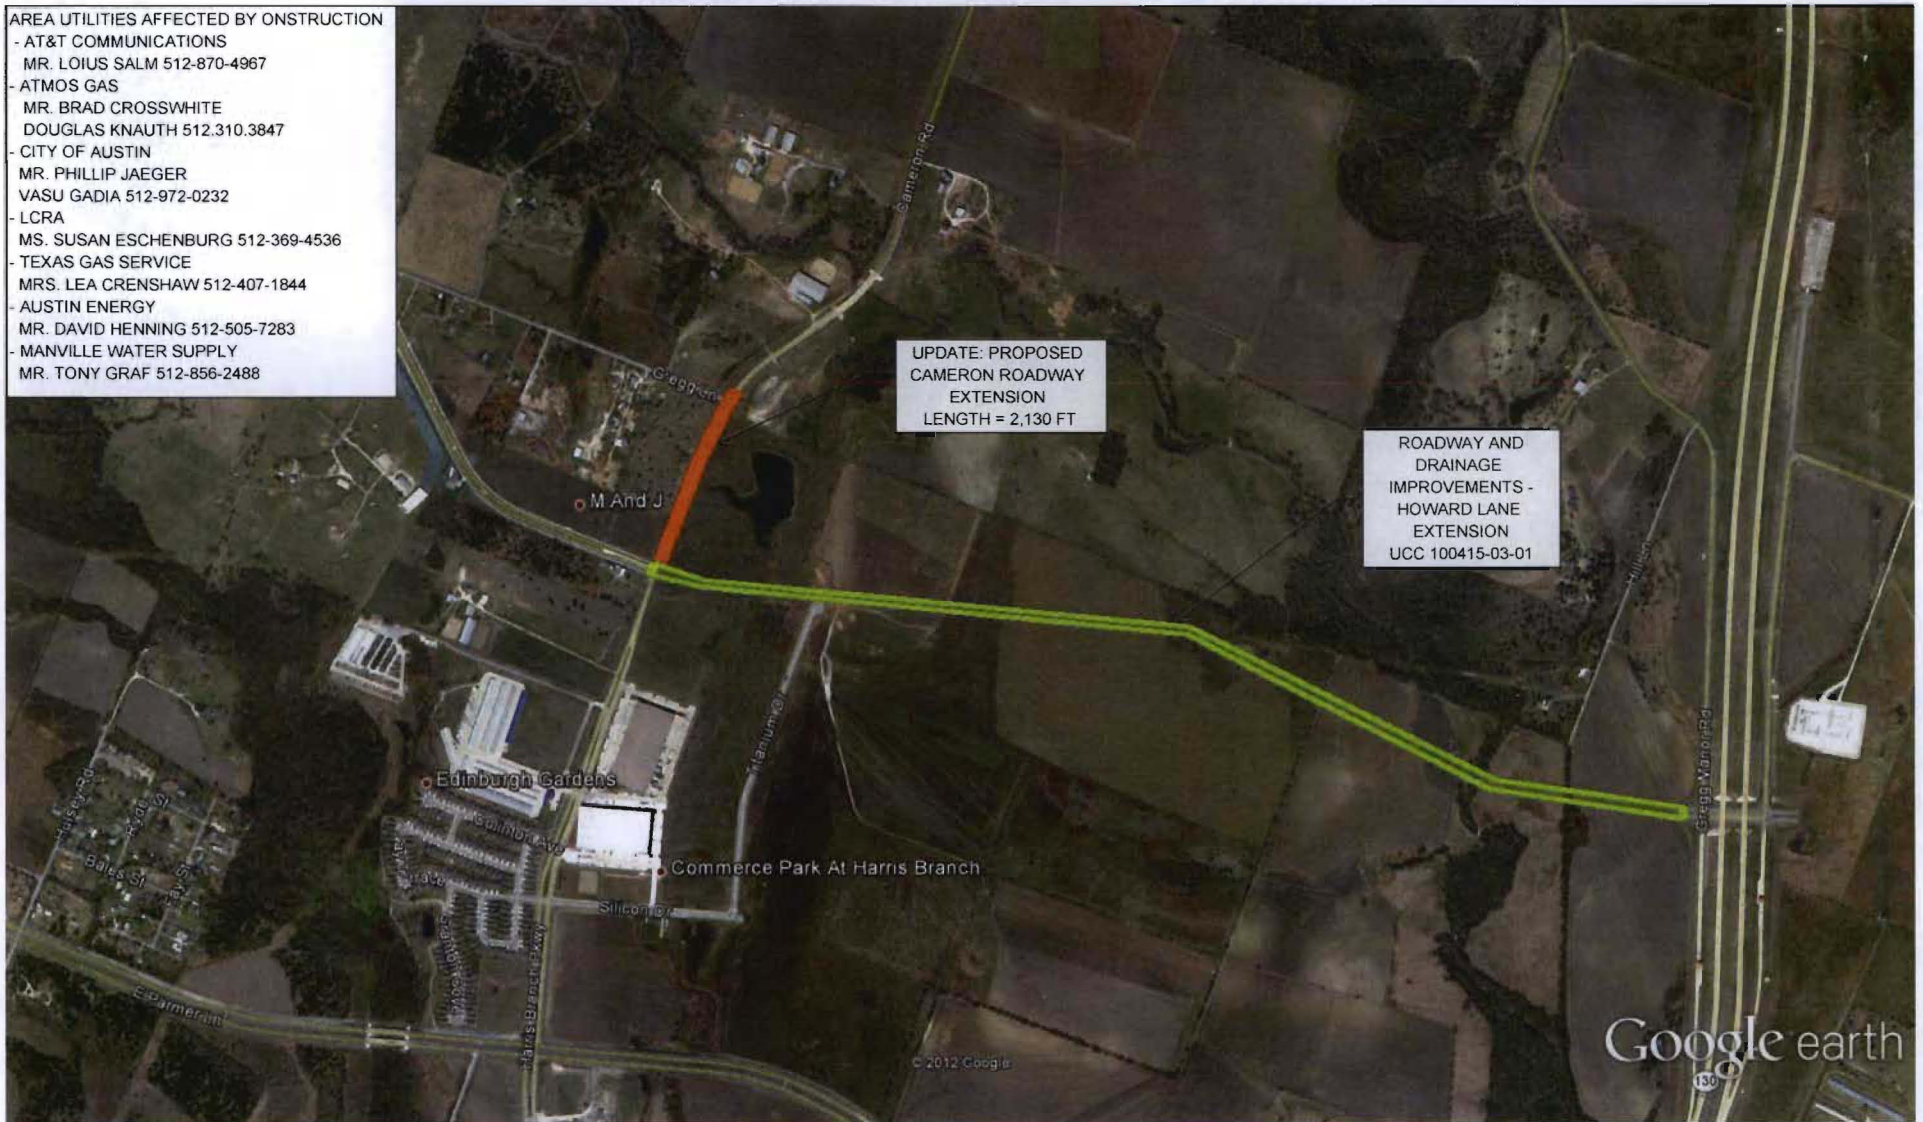 AREA UTILITIES AFFECTED BY ONSTRUCTION
- AT&T COMMUNICATIONS
MR. LOIUS SALM 512-870-4967
- ATMOS GAS
MR. BRAD CROSSWHITE
DOUGLAS KNAUTH 512.310.3847
- CITY OF AUSTIN
MR. PHILLIP JAEGER
VASU GADIA 512-972-0232
- LCRA
MS. SUSAN ESCHENBURG 512-369-4536
- TEXAS GAS SERVICE
MRS. LEA CRENSHAW 512-407-1844
- AUSTIN ENERGY
MR. DAVID HENNING 512-505-7283
- MANVILLE WATER SUPPLY
MR. TONY GRAF 512-856-2488
Cameron Rd
UPDATE: PROPOSED
CAMERON ROADWAY
EXTENSION
LENGTH = 2,130 FT
Gregg Ln
ROADWAY AND
DRAINAGE
IMPROVEMENTS -
HOWARD LANE
EXTENSION
UCC 100415-03-01
M And J
Titanium Dr
Gregg Manor Rd
Edinburgh Gardens
Hulsey Rd
Bales St
Commerce Park At Harris Branch
Silicon Dr
Harris Branch Pkwy
E Parmer Ln
© 2012 Google
Google earth
130